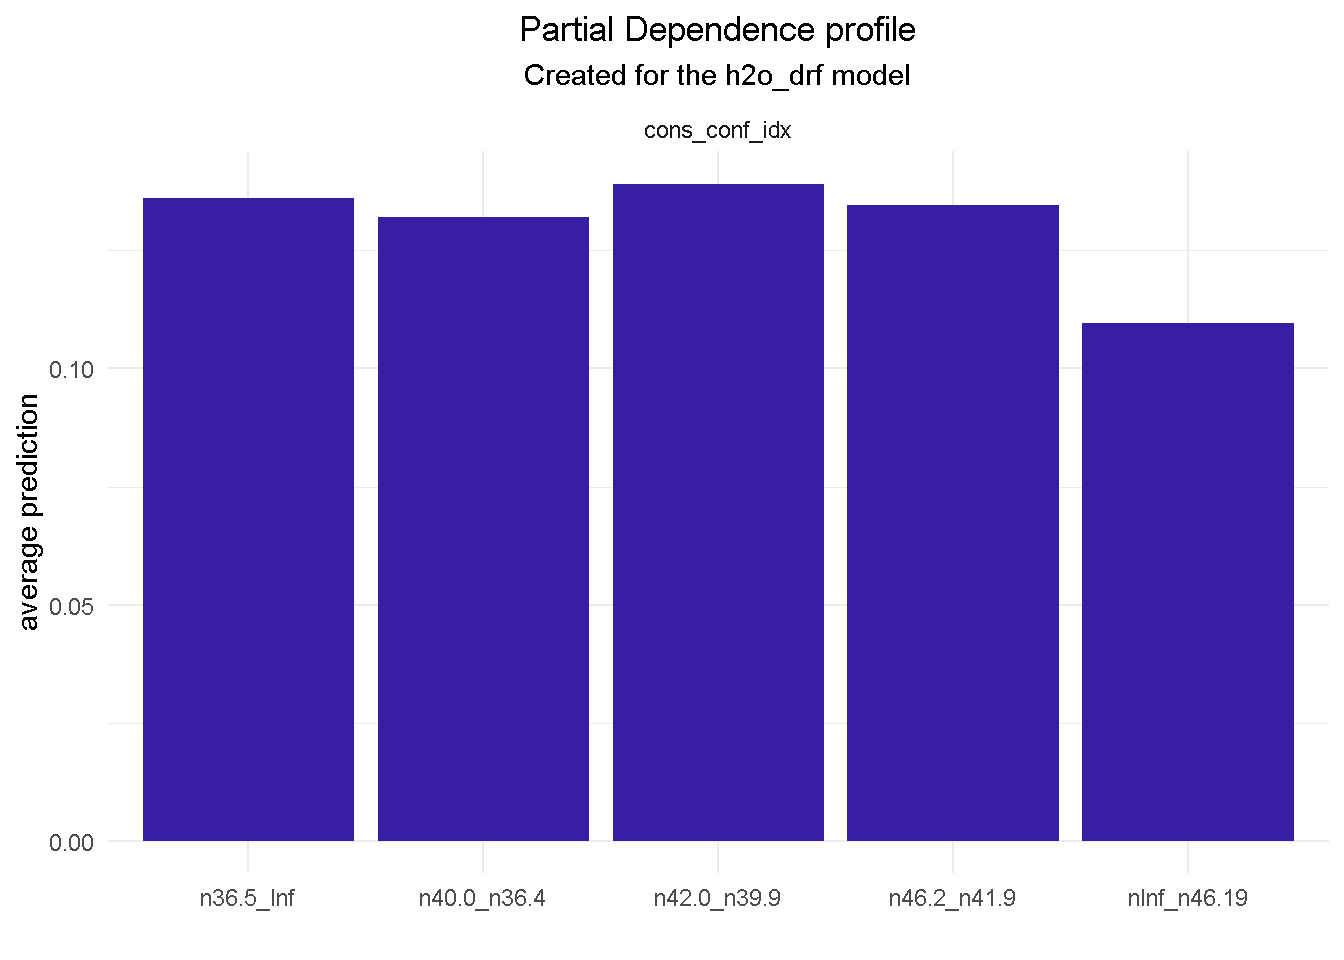 Partial Dependence profile
Created for the h2o_drf model
cons_conf_idx
average prediction
0.10
0.05
0.00
n36.5_Inf
n40.0_n36.4
n42.0_n39.9
n46.2_n41.9
nInf_n46.19